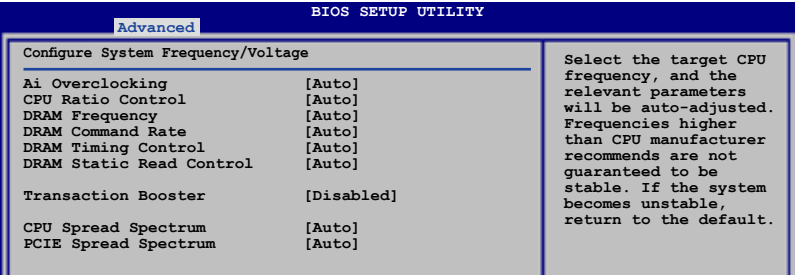 BIOS SETUP UTILITY
Advanced
Configure System Frequency/Voltage
Ai Overclocking [Auto]
CPU Ratio Control [Auto]
DRAM Frequency [Auto]
DRAM Command Rate [Auto]
DRAM Timing Control [Auto]
DRAM Static Read Control [Auto]
Transaction Booster [Disabled]
CPU Spread Spectrum [Auto]
PCIE Spread Spectrum [Auto]
Select the target CPU
frequency, and the
relevant parameters
will be auto-adjusted.
Frequencies higher
than CPU manufacturer
recommends are not
guaranteed to be
stable. If the system
becomes unstable,
return to the default.